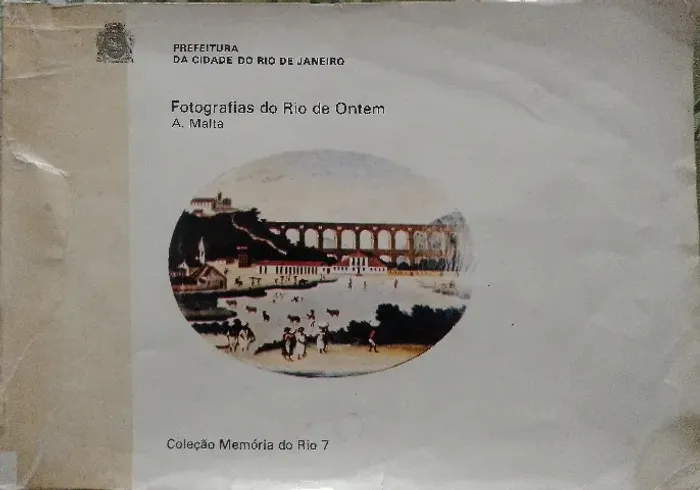 PREFEITURA
DA CIDADE DO RIO DE JANEIRO
Fotografias do Rio de Ontem
A. Malta
Coleção Memória do Rio 7